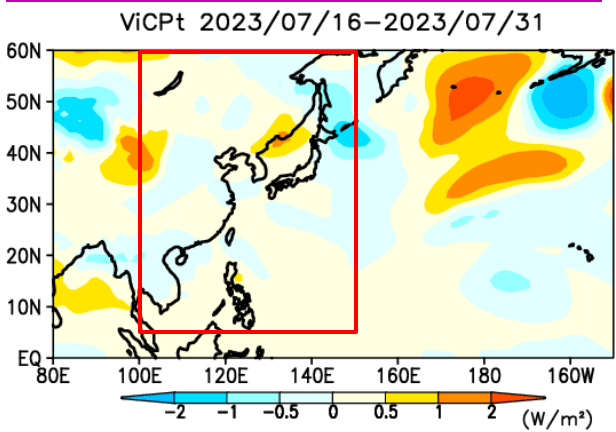 ViCPt 2023/07/16−2023/07/31
60N
50N
40N
30N
20N
10N
EQ
80E 100E 120E 140E 160E 180 160W
-2 -1 -0.5 0 0.5 1 2 (W/m²)